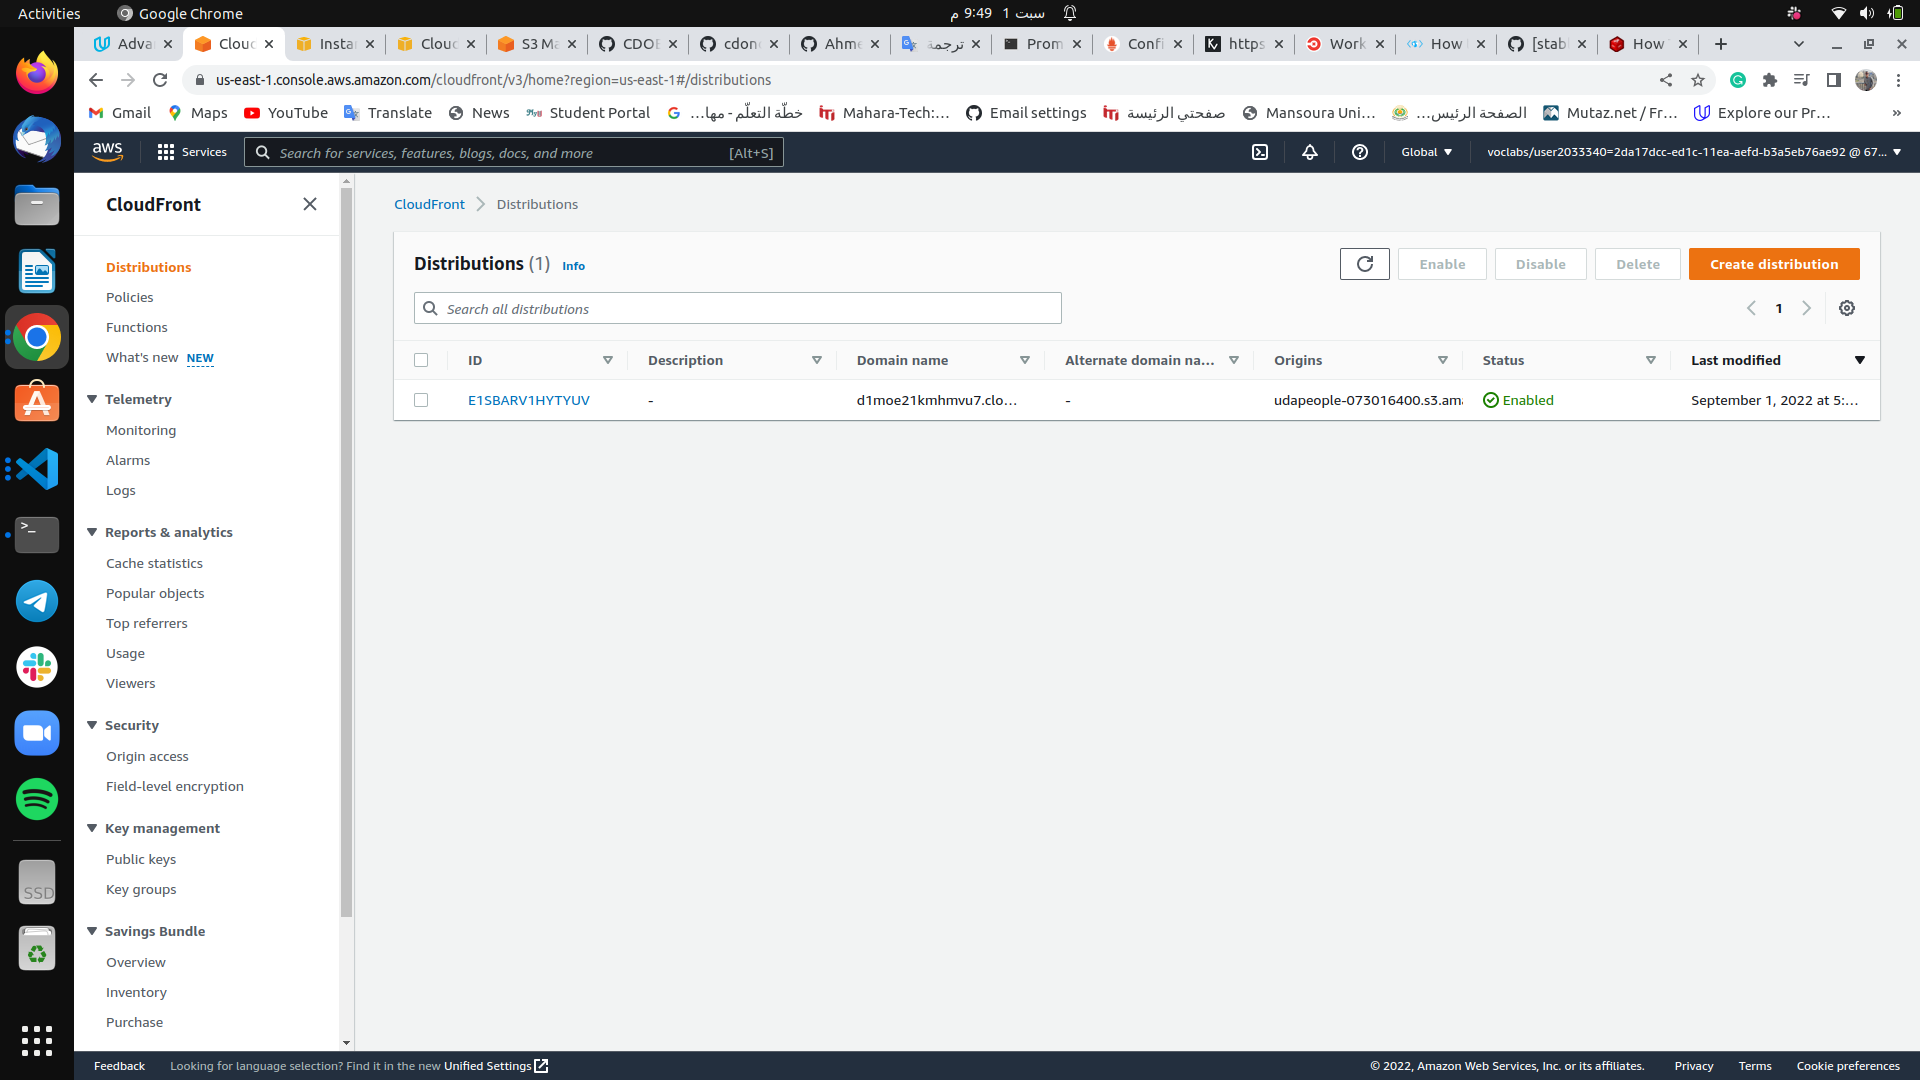 Activities
Google Chrome
سبت 1 9:49 م
Adva
Clou
Insta
Clou
S3 Ma
CDOE
cdon
Ahme
ترجمة
Prom
Confi
https
Work
How
[stab
How
us-east-1.console.aws.amazon.com/cloudfront/v3/home?region=us-east-1#/distributions
Gmail
Maps
YouTube
Translate
News
Student Portal
خطّة التعلّم - مها...
Mahara-Tech:...
Email settings
صفحتي الرئيسة
Mansoura Uni...
الصفحة الرئيس...
Mutaz.net / Fr...
Explore our Pr...
»
aws
Services
Search for services, features, blogs, docs, and more
[Alt+S]
Global
voclabs/user2033340=2da17dcc-ed1c-11ea-aefd-b3a5eb76ae92 @ 67...
CloudFront
Distributions
Policies
Functions
What's new NEW
Telemetry
Monitoring
Alarms
Logs
Reports & analytics
Cache statistics
Popular objects
Top referrers
Usage
Viewers
Security
Origin access
Field-level encryption
Key management
Public keys
Key groups
Savings Bundle
Overview
Inventory
Purchase
CloudFront
Distributions
Distributions (1) Info
Enable
Disable
Delete
Create distribution
Search all distributions
1
ID
Description
Domain name
Alternate domain na...
Origins
Status
Last modified
E1SBARV1HYTYUV
-
d1moe21kmhmvu7.clo...
-
udapeople-073016400.s3.ama
Enabled
September 1, 2022 at 5:...
SSD
Feedback
Looking for language selection? Find it in the new Unified Settings
© 2022, Amazon Web Services, Inc. or its affiliates.
Privacy
Terms
Cookie preferences